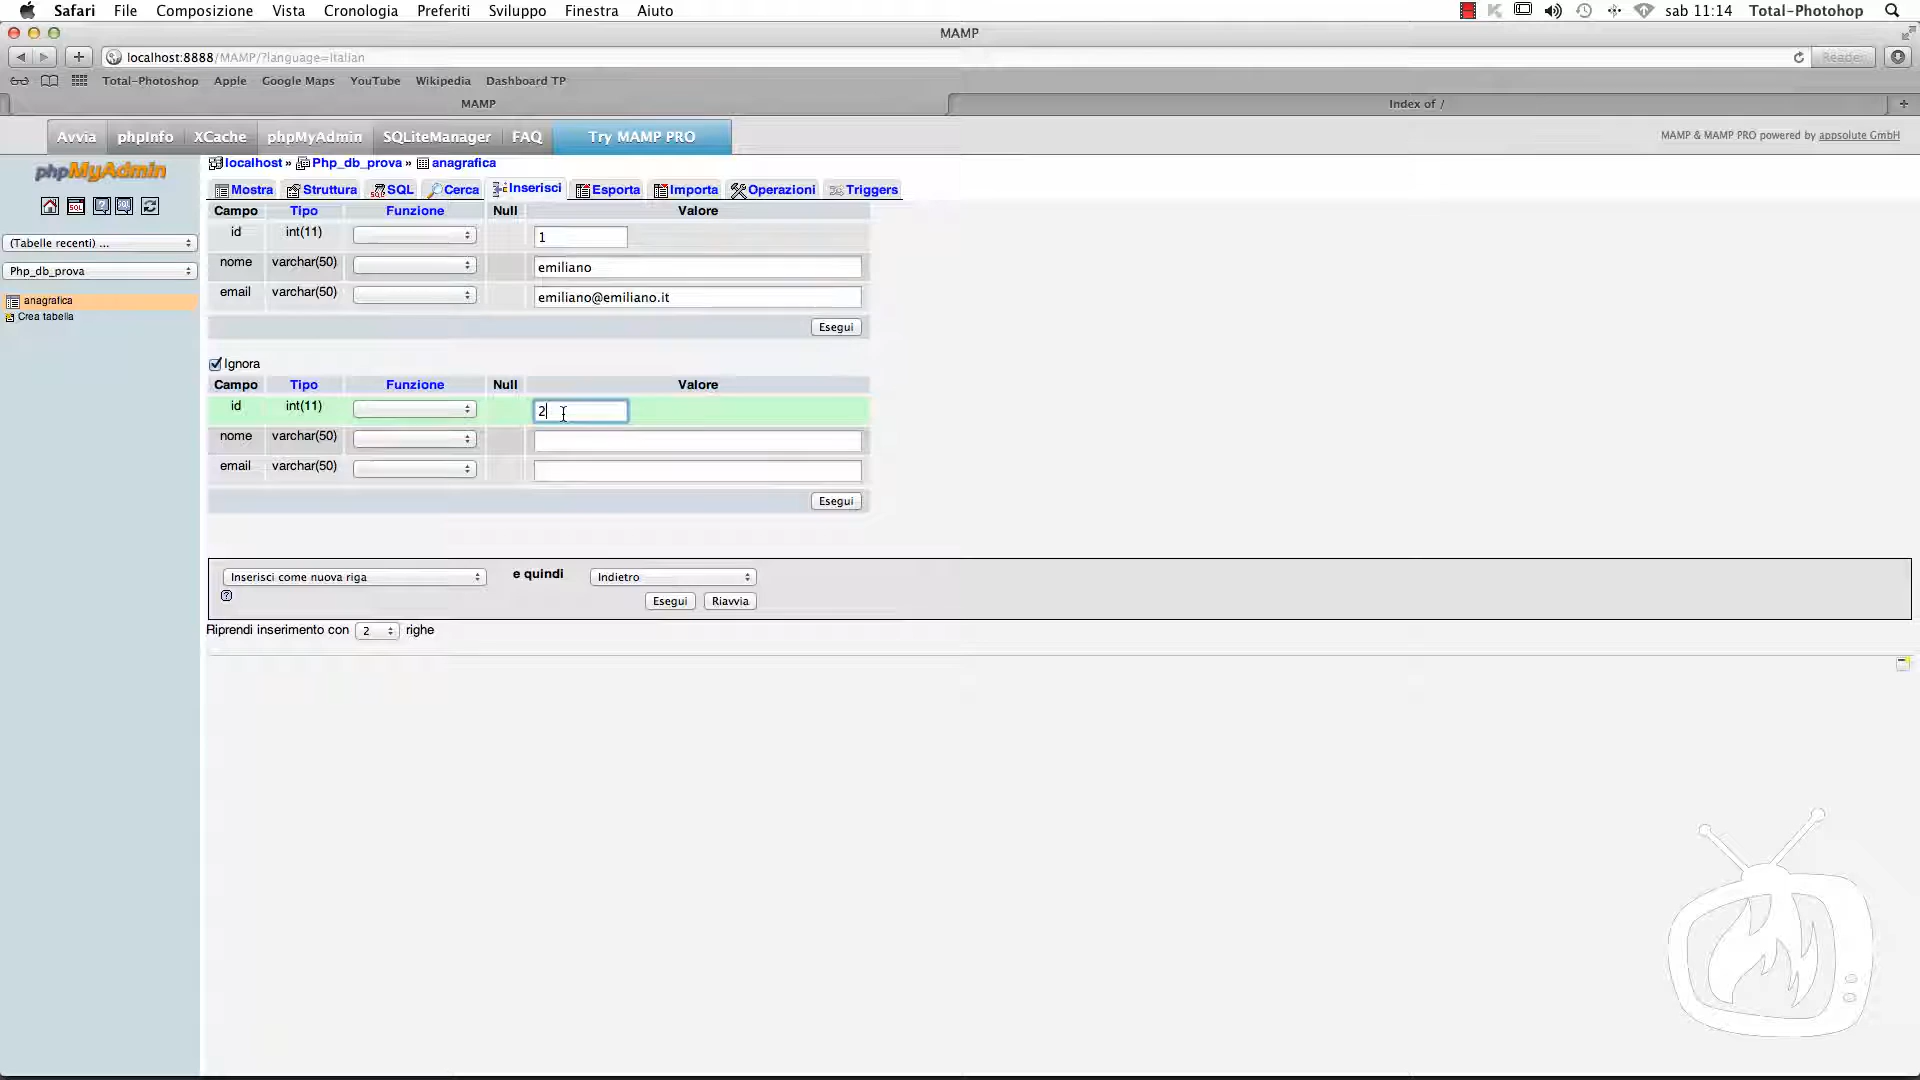 Safari File Composizione Vista Cronologia Preferiti Sviluppo Finestra Aiuto sab 11:14 Total-Photohop
MAMP
localhost:8888/MAMP/?language=Italian Reader
Total-Photoshop Apple Google Maps YouTube Wikipedia Dashboard TP
MAMP Index of /
Avvia phpInfo XCache phpMyAdmin SQLiteManager FAQ Try MAMP PRO MAMP & MAMP PRO powered by appsolute GmbH
phpMyAdmin
localhost » Php_db_prova » anagrafica
Mostra Struttura SQL Cerca Inserisci Esporta Importa Operazioni Triggers
(Tabelle recenti) ...
Php_db_prova
anagrafica
Crea tabella
Campo Tipo Funzione Null Valore
id int(11) 1
nome varchar(50) emiliano
email varchar(50) emiliano@emiliano.it
Esegui
Ignora
Campo Tipo Funzione Null Valore
id int(11) 2
nome varchar(50)
email varchar(50)
Esegui
Inserisci come nuova riga e quindi Indietro
Esegui Riavvia
Riprendi inserimento con 2 righe